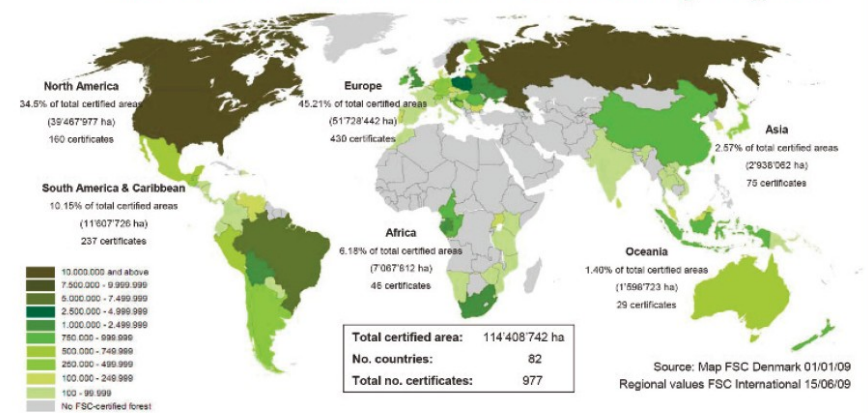 North America
34.5% of total certified areas
(39'467'977 ha)
160 certificates
Europe
45.21% of total certified areas
(51'728'442 ha)
430 certificates
Asia
2.57% of total certified areas
(2'938'062 ha)
75 certificates
South America & Caribbean
10.15% of total certified areas
(11'607'726 ha)
237 certificates
Africa
6.18% of total certified areas
(7'067'812 ha)
46 certificates
Oceania
1.40% of total certified areas
(1'598'723 ha)
29 certificates
10.000.000 and above
7.500.000 - 9.999.999
5.000.000 - 7.499.999
2.500.000 - 4.999.999
1.000.000 - 2.499.999
750.000 - 999.999
500.000 - 749.999
250.000 - 499.999
100.000 - 249.999
100 - 99.999
No FSC-certified forest
Total certified area: 114'408'742 ha
No. countries: 82
Total no. certificates: 977
Source: Map FSC Denmark 01/01/09
Regional values FSC International 15/06/09